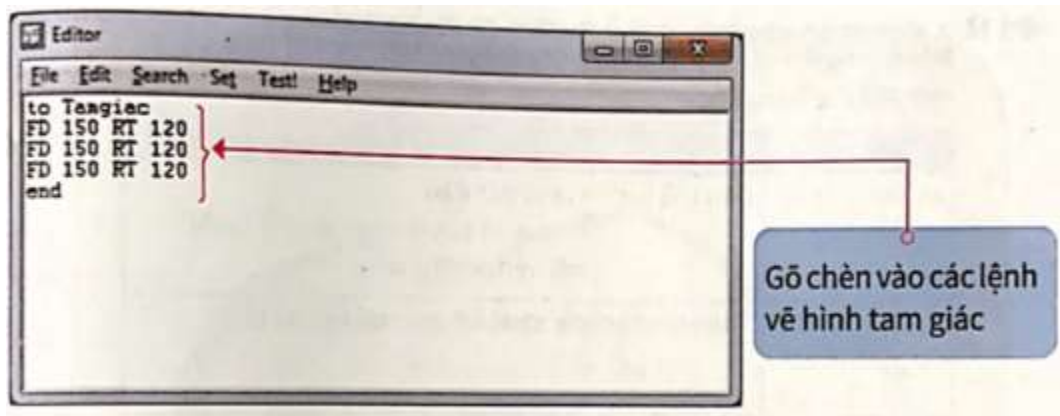 Editor
File Edit Search Set Test! Help
to Tamgiac
FD 150 RT 120
FD 150 RT 120
FD 150 RT 120
end
Gõ chèn vào các lệnh
vẽ hình tam giác